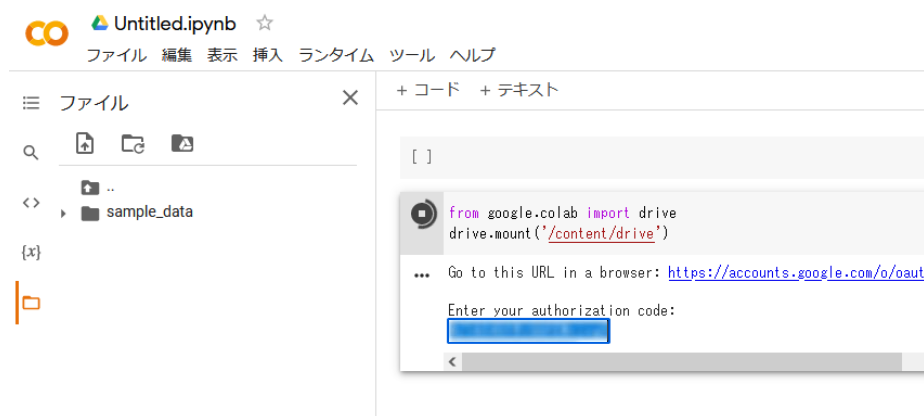 Untitled.ipynb
ファイル 編集 表示 挿入 ランタイム ツール ヘルプ
ファイル
+ コード + テキスト
[ ]
..
sample_data
{x}
from google.colab import drive
drive.mount('/content/drive')
Go to this URL in a browser: https://accounts.google.com/o/oaut
Enter your authorization code: